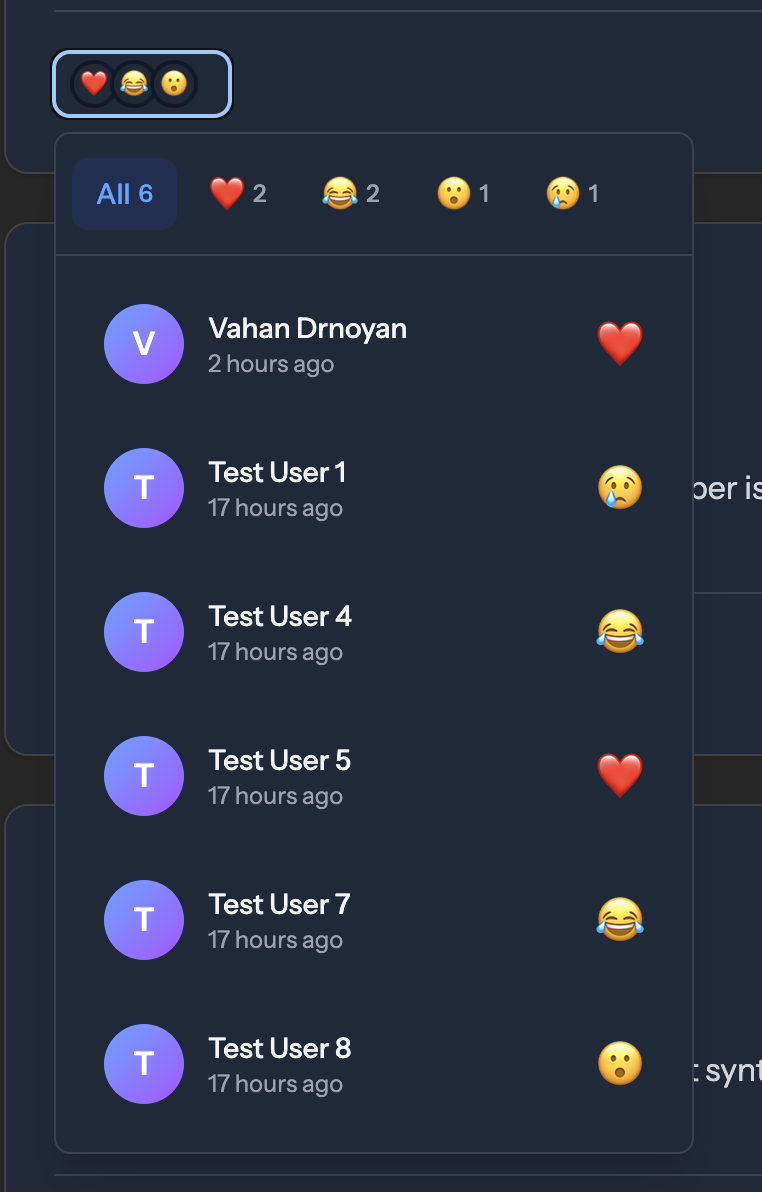 ❤️😂😮
All 6 ❤️ 2 😂 2 😮 1 😢 1
V Vahan Drnoyan ❤️
2 hours ago
T Test User 1 😢
17 hours ago
per is
T Test User 4 😂
17 hours ago
T Test User 5 ❤️
17 hours ago
T Test User 7 😂
17 hours ago
T Test User 8 😮
17 hours ago
t synt